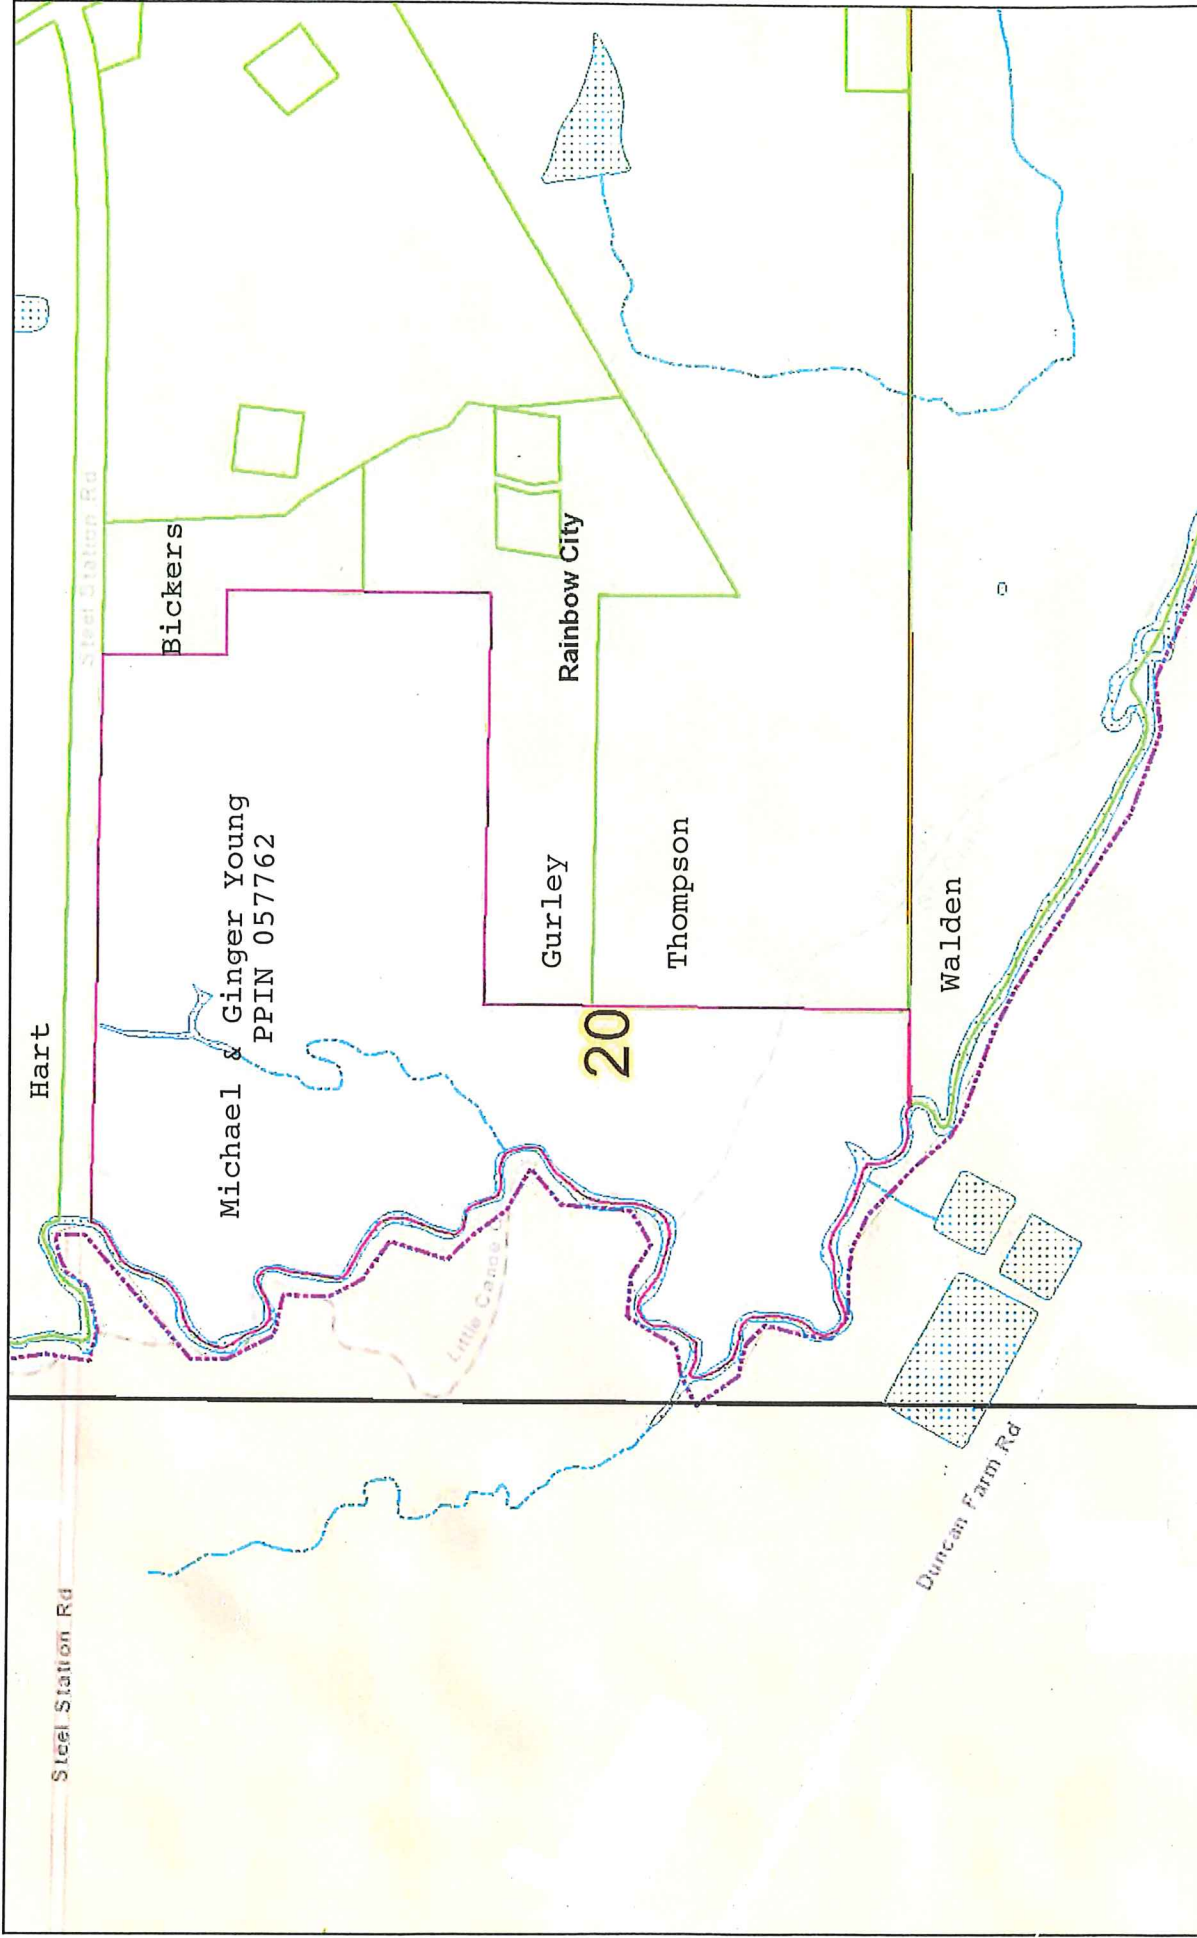 Steel Station Rd
Hart
Steel Station Rd
Bickers
Michael & Ginger Young
PPIN 057762
Little Canoe
Gurley
Rainbow City
20
Thompson
Walden
Duncan Farm Rd